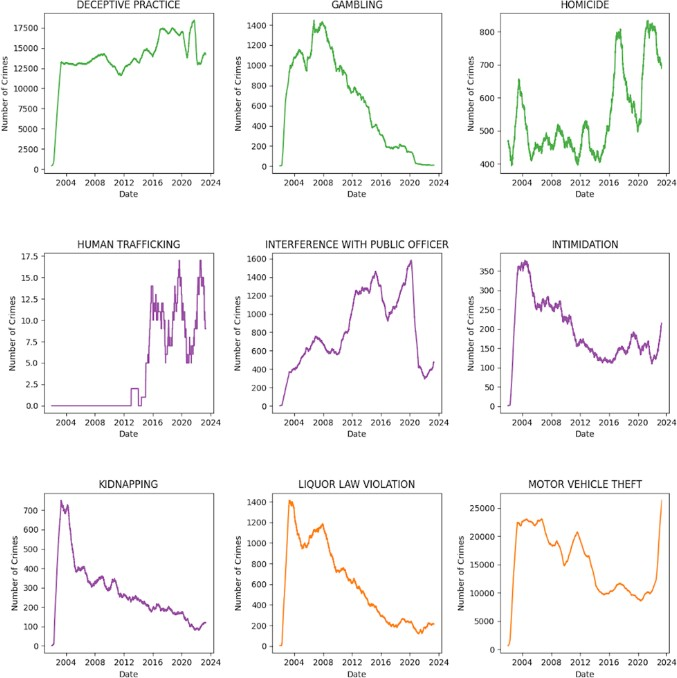 DECEPTIVE PRACTICE GAMBLING HOMICIDE
Number of Crimes
17500
15000
12500
10000
7500
5000
2500
0
2004 2008 2012 2016 2020 2024
Date
Number of Crimes
1400
1200
1000
800
600
400
200
0
2004 2008 2012 2016 2020 2024
Date
Number of Crimes
800
700
600
500
400
2004 2008 2012 2016 2020 2024
Date
HUMAN TRAFFICKING INTERFERENCE WITH PUBLIC OFFICER INTIMIDATION
Number of Crimes
17.5
15.0
12.5
10.0
7.5
5.0
2.5
0.0
2004 2008 2012 2016 2020 2024
Date
Number of Crimes
1600
1400
1200
1000
800
600
400
200
0
2004 2008 2012 2016 2020 2024
Date
Number of Crimes
350
300
250
200
150
100
50
0
2004 2008 2012 2016 2020 2024
Date
KIDNAPPING LIQUOR LAW VIOLATION MOTOR VEHICLE THEFT
Number of Crimes
700
600
500
400
300
200
100
0
2004 2008 2012 2016 2020 2024
Date
Number of Crimes
1400
1200
1000
800
600
400
200
0
2004 2008 2012 2016 2020 2024
Date
Number of Crimes
25000
20000
15000
10000
5000
0
2004 2008 2012 2016 2020 2024
Date